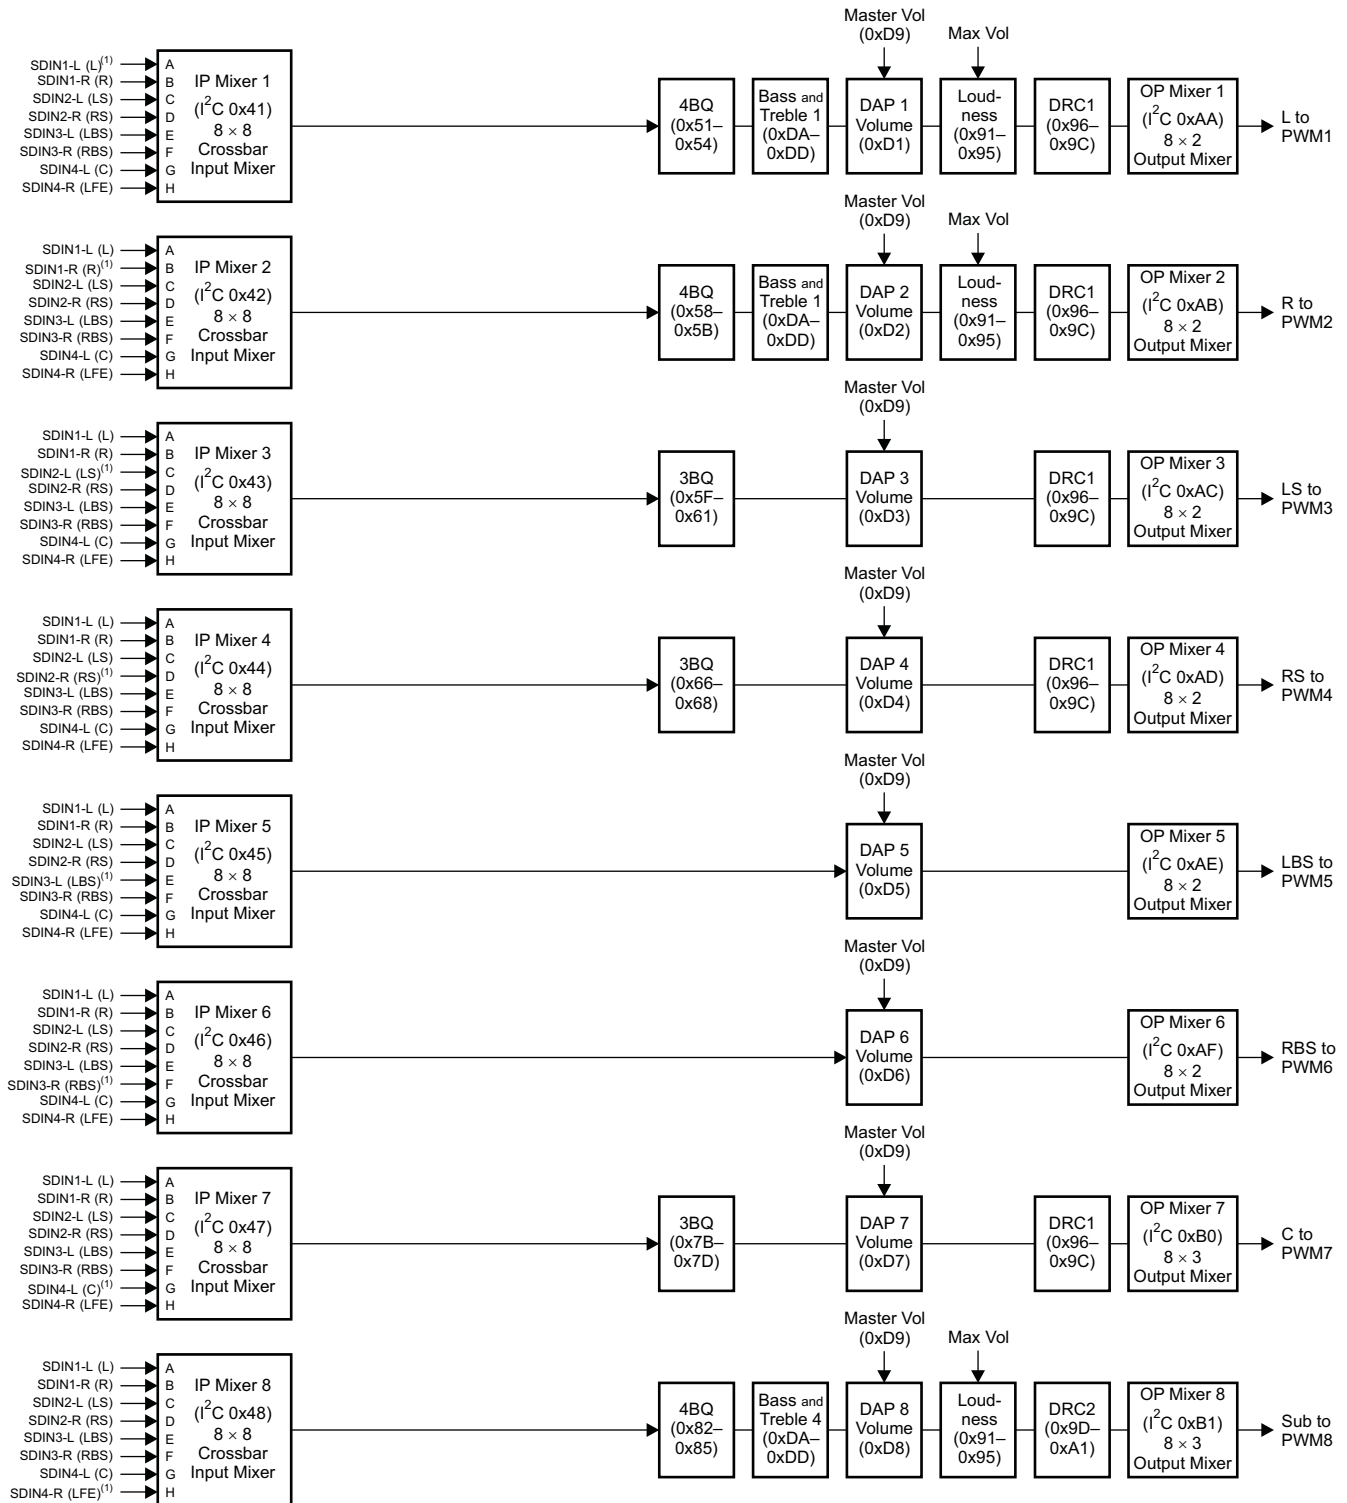 Master Vol
(0xD9)
Max Vol
SDIN1-L (L)(1)
SDIN1-R (R)
SDIN2-L (LS)
SDIN2-R (RS)
SDIN3-L (LBS)
SDIN3-R (RBS)
SDIN4-L (C)
SDIN4-R (LFE)
A
B
C
D
E
F
G
H
IP Mixer 1
(I2C 0x41)
8 × 8
Crossbar
Input Mixer
4BQ
(0x51–
0x54)
Bass and
Treble 1
(0xDA–
0xDD)
DAP 1
Volume
(0xD1)
Loud-
ness
(0x91–
0x95)
DRC1
(0x96–
0x9C)
OP Mixer 1
(I2C 0xAA)
8 × 2
Output Mixer
L to
PWM1
Master Vol
(0xD9)
Max Vol
SDIN1-L (L)
SDIN1-R (R)(1)
SDIN2-L (LS)
SDIN2-R (RS)
SDIN3-L (LBS)
SDIN3-R (RBS)
SDIN4-L (C)
SDIN4-R (LFE)
A
B
C
D
E
F
G
H
IP Mixer 2
(I2C 0x42)
8 × 8
Crossbar
Input Mixer
4BQ
(0x58–
0x5B)
Bass and
Treble 1
(0xDA–
0xDD)
DAP 2
Volume
(0xD2)
Loud-
ness
(0x91–
0x95)
DRC1
(0x96–
0x9C)
OP Mixer 2
(I2C 0xAB)
8 × 2
Output Mixer
R to
PWM2
Master Vol
(0xD9)
SDIN1-L (L)
SDIN1-R (R)
SDIN2-L (LS)(1)
SDIN2-R (RS)
SDIN3-L (LBS)
SDIN3-R (RBS)
SDIN4-L (C)
SDIN4-R (LFE)
A
B
C
D
E
F
G
H
IP Mixer 3
(I2C 0x43)
8 × 8
Crossbar
Input Mixer
3BQ
(0x5F–
0x61)
DAP 3
Volume
(0xD3)
DRC1
(0x96–
0x9C)
OP Mixer 3
(I2C 0xAC)
8 × 2
Output Mixer
LS to
PWM3
Master Vol
(0xD9)
SDIN1-L (L)
SDIN1-R (R)
SDIN2-L (LS)
SDIN2-R (RS)(1)
SDIN3-L (LBS)
SDIN3-R (RBS)
SDIN4-L (C)
SDIN4-R (LFE)
A
B
C
D
E
F
G
H
IP Mixer 4
(I2C 0x44)
8 × 8
Crossbar
Input Mixer
3BQ
(0x66–
0x68)
DAP 4
Volume
(0xD4)
DRC1
(0x96–
0x9C)
OP Mixer 4
(I2C 0xAD)
8 × 2
Output Mixer
RS to
PWM4
Master Vol
(0xD9)
SDIN1-L (L)
SDIN1-R (R)
SDIN2-L (LS)
SDIN2-R (RS)
SDIN3-L (LBS)(1)
SDIN3-R (RBS)
SDIN4-L (C)
SDIN4-R (LFE)
A
B
C
D
E
F
G
H
IP Mixer 5
(I2C 0x45)
8 × 8
Crossbar
Input Mixer
DAP 5
Volume
(0xD5)
OP Mixer 5
(I2C 0xAE)
8 × 2
Output Mixer
LBS to
PWM5
Master Vol
(0xD9)
SDIN1-L (L)
SDIN1-R (R)
SDIN2-L (LS)
SDIN2-R (RS)
SDIN3-L (LBS)
SDIN3-R (RBS)(1)
SDIN4-L (C)
SDIN4-R (LFE)
A
B
C
D
E
F
G
H
IP Mixer 6
(I2C 0x46)
8 × 8
Crossbar
Input Mixer
DAP 6
Volume
(0xD6)
OP Mixer 6
(I2C 0xAF)
8 × 2
Output Mixer
RBS to
PWM6
Master Vol
(0xD9)
SDIN1-L (L)
SDIN1-R (R)
SDIN2-L (LS)
SDIN2-R (RS)
SDIN3-L (LBS)
SDIN3-R (RBS)
SDIN4-L (C)(1)
SDIN4-R (LFE)
A
B
C
D
E
F
G
H
IP Mixer 7
(I2C 0x47)
8 × 8
Crossbar
Input Mixer
3BQ
(0x7B–
0x7D)
DAP 7
Volume
(0xD7)
DRC1
(0x96–
0x9C)
OP Mixer 7
(I2C 0xB0)
8 × 3
Output Mixer
C to
PWM7
Master Vol
(0xD9)
Max Vol
SDIN1-L (L)
SDIN1-R (R)
SDIN2-L (LS)
SDIN2-R (RS)
SDIN3-L (LBS)
SDIN3-R (RBS)
SDIN4-L (C)
SDIN4-R (LFE)(1)
A
B
C
D
E
F
G
H
IP Mixer 8
(I2C 0x48)
8 × 8
Crossbar
Input Mixer
4BQ
(0x82–
0x85)
Bass and
Treble 4
(0xDA–
0xDD)
DAP 8
Volume
(0xD8)
Loud-
ness
(0x91–
0x95)
DRC2
(0x9D–
0xA1)
OP Mixer 8
(I2C 0xB1)
8 × 3
Output Mixer
Sub to
PWM8